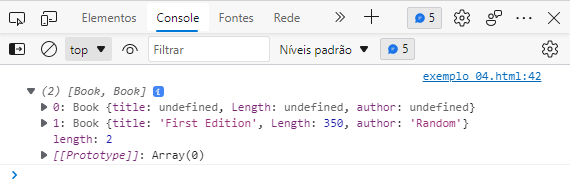 Elementos Console Fontes Rede 5
top Filtrar Níveis padrão 5
exemplo 04.html:42
(2) [Book, Book] i
0: Book {title: undefined, Length: undefined, author: undefined}
1: Book {title: 'First Edition', Length: 350, author: 'Random'}
length: 2
[[Prototype]]: Array(0)